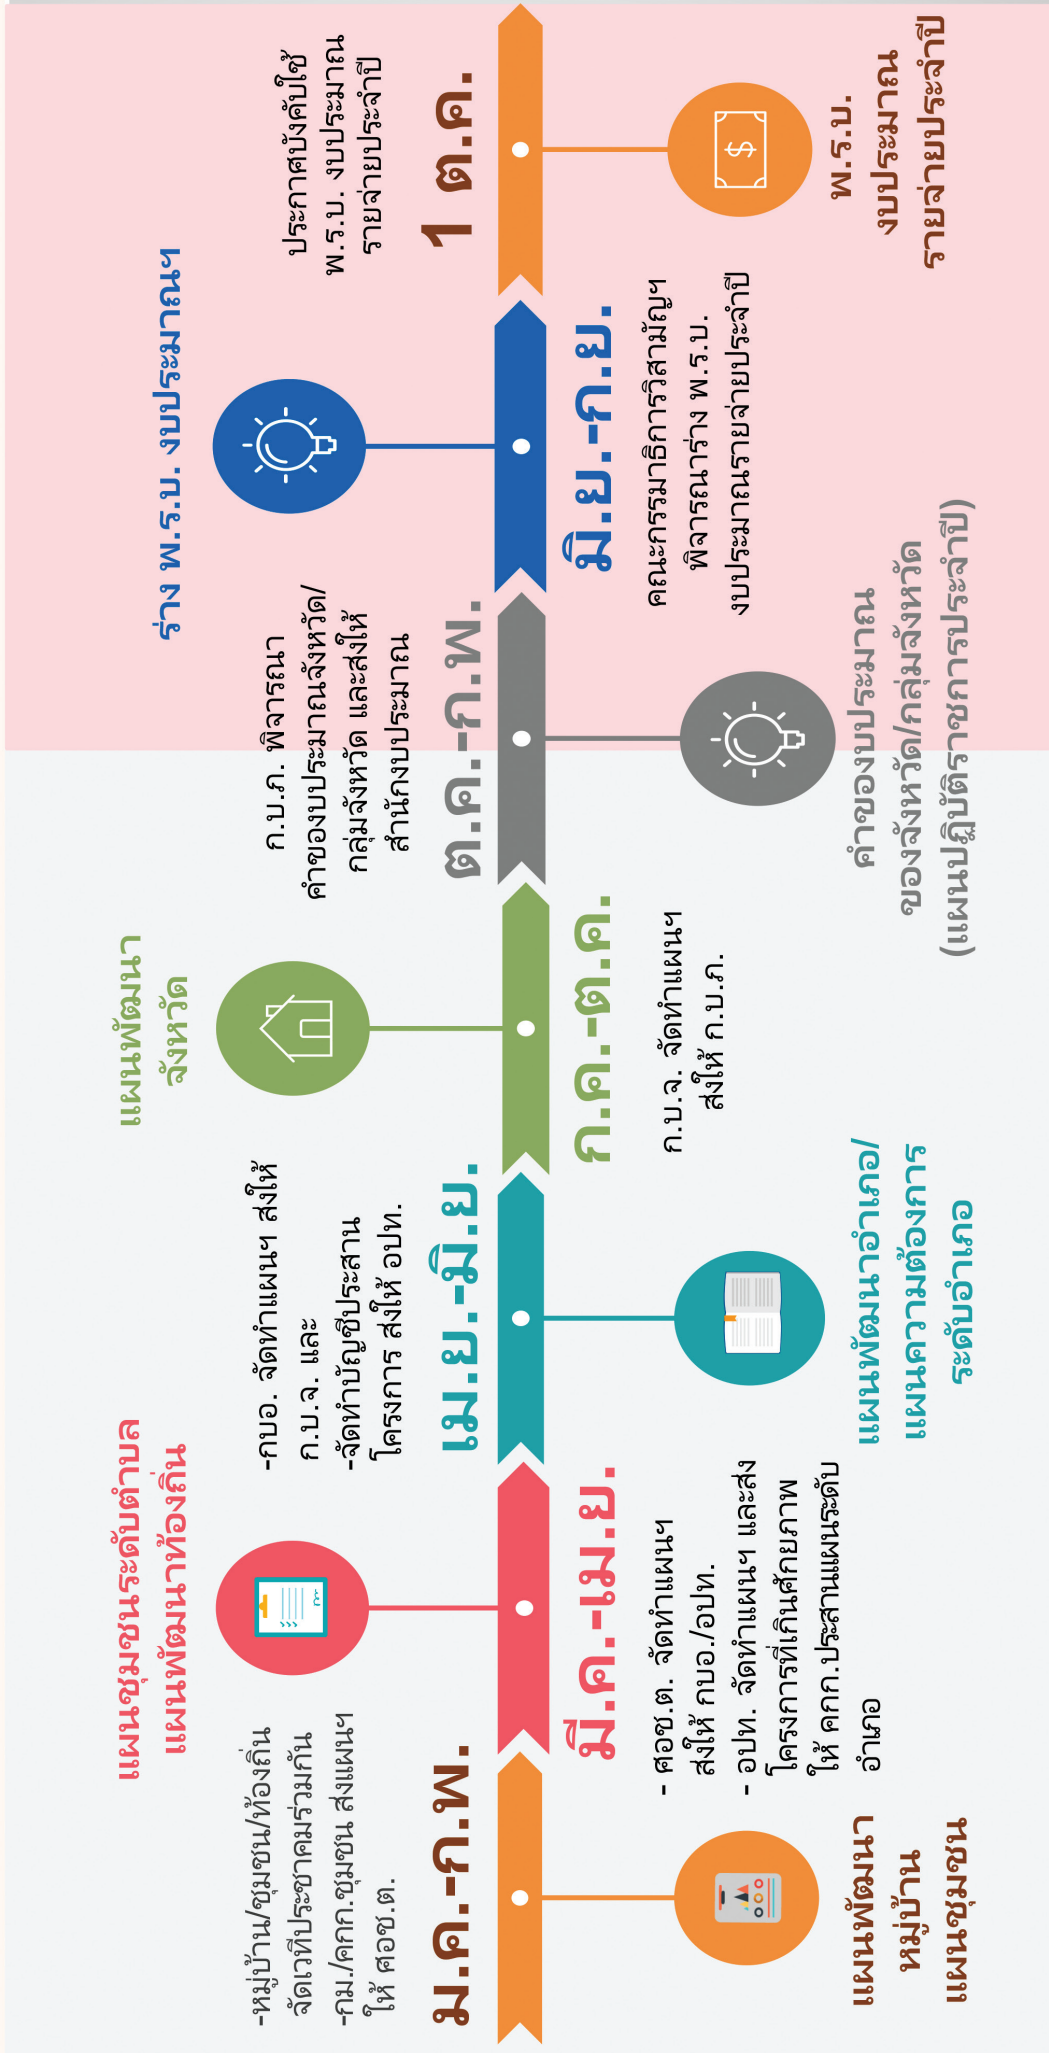 -หมู่บ้าน/ชุมชน/ท้องถิ่น
จัดเวทีประชาคมร่วมกัน
-กม./คกก.ชุมชน ส่งแผนฯ
ให้ ศอช.ต.
ม.ค.-ก.พ.
แผนพัฒนา
หมู่บ้าน
แผนชุมชน
แผนชุมชนระดับตำบล
แผนพัฒนาท้องถิ่น
มี.ค.-เม.ย.
- ศอช.ต. จัดทำแผนฯ
ส่งให้ กบอ./อปท.
- อปท. จัดทำแผนฯ และส่ง
โครงการที่เกินศักยภาพ
ให้ คกก.ประสานแผนระดับ
อำเภอ
-กบอ. จัดทำแผนฯ ส่งให้
ก.บ.จ. และ
-จัดทำบัญชีประสาน
โครงการ ส่งให้ อปท.
เม.ย.-มิ.ย.
แผนพัฒนาอำเภอ/
แผนความต้องการ
ระดับอำเภอ
แผนพัฒนา
จังหวัด
ก.ค.-ต.ค.
ก.บ.จ. จัดทำแผนฯ
ส่งให้ ก.บ.ภ.
ก.บ.ภ. พิจารณา
คำของบประมาณจังหวัด/
กลุ่มจังหวัด และส่งให้
สำนักงบประมาณ
ต.ค.-ก.พ.
คำของบประมาณ
ของจังหวัด/กลุ่มจังหวัด
(แผนปฏิบัติราชการประจำปี)
ร่าง พ.ร.บ. งบประมาณฯ
มิ.ย.-ก.ย.
คณะกรรมาธิการวิสามัญฯ
พิจารณาร่าง พ.ร.บ.
งบประมาณรายจ่ายประจำปี
ประกาศบังคับใช้
พ.ร.บ. งบประมาณ
รายจ่ายประจำปี
1 ต.ค.
$
พ.ร.บ.
งบประมาณ
รายจ่ายประจำปี